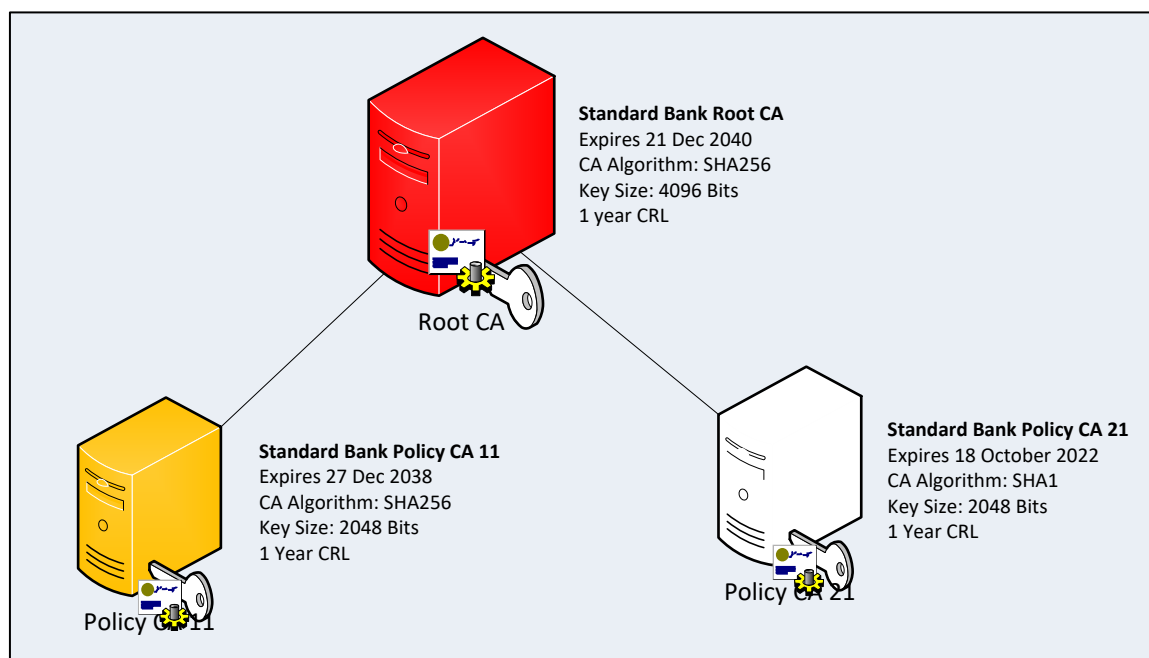 Standard Bank Root CA
Expires 21 Dec 2040
CA Algorithm: SHA256
Key Size: 4096 Bits
1 year CRL
Root CA
Standard Bank Policy CA 11
Expires 27 Dec 2038
CA Algorithm: SHA256
Key Size: 2048 Bits
1 Year CRL
Policy CA 11
Standard Bank Policy CA 21
Expires 18 October 2022
CA Algorithm: SHA1
Key Size: 2048 Bits
1 Year CRL
Policy CA 21